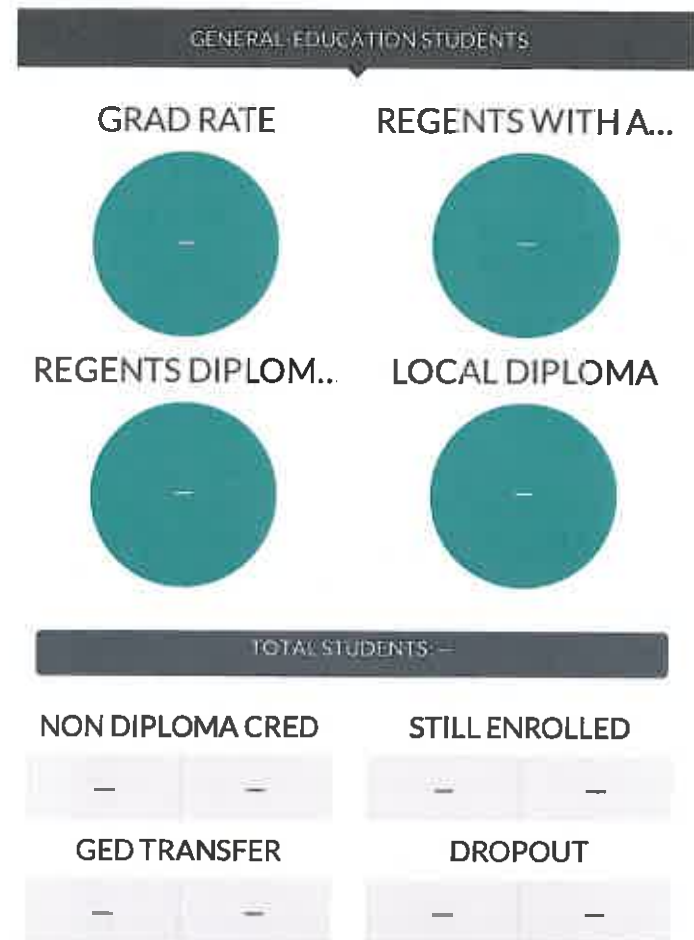 GENERAL-EDUCATION STUDENTS
GRAD RATE REGENTS WITH A...
— —
REGENTS DIPLOM... LOCAL DIPLOMA
— —
TOTAL STUDENTS: —
NON DIPLOMA CRED STILL ENROLLED
— — — —
GED TRANSFER DROPOUT
— — — —